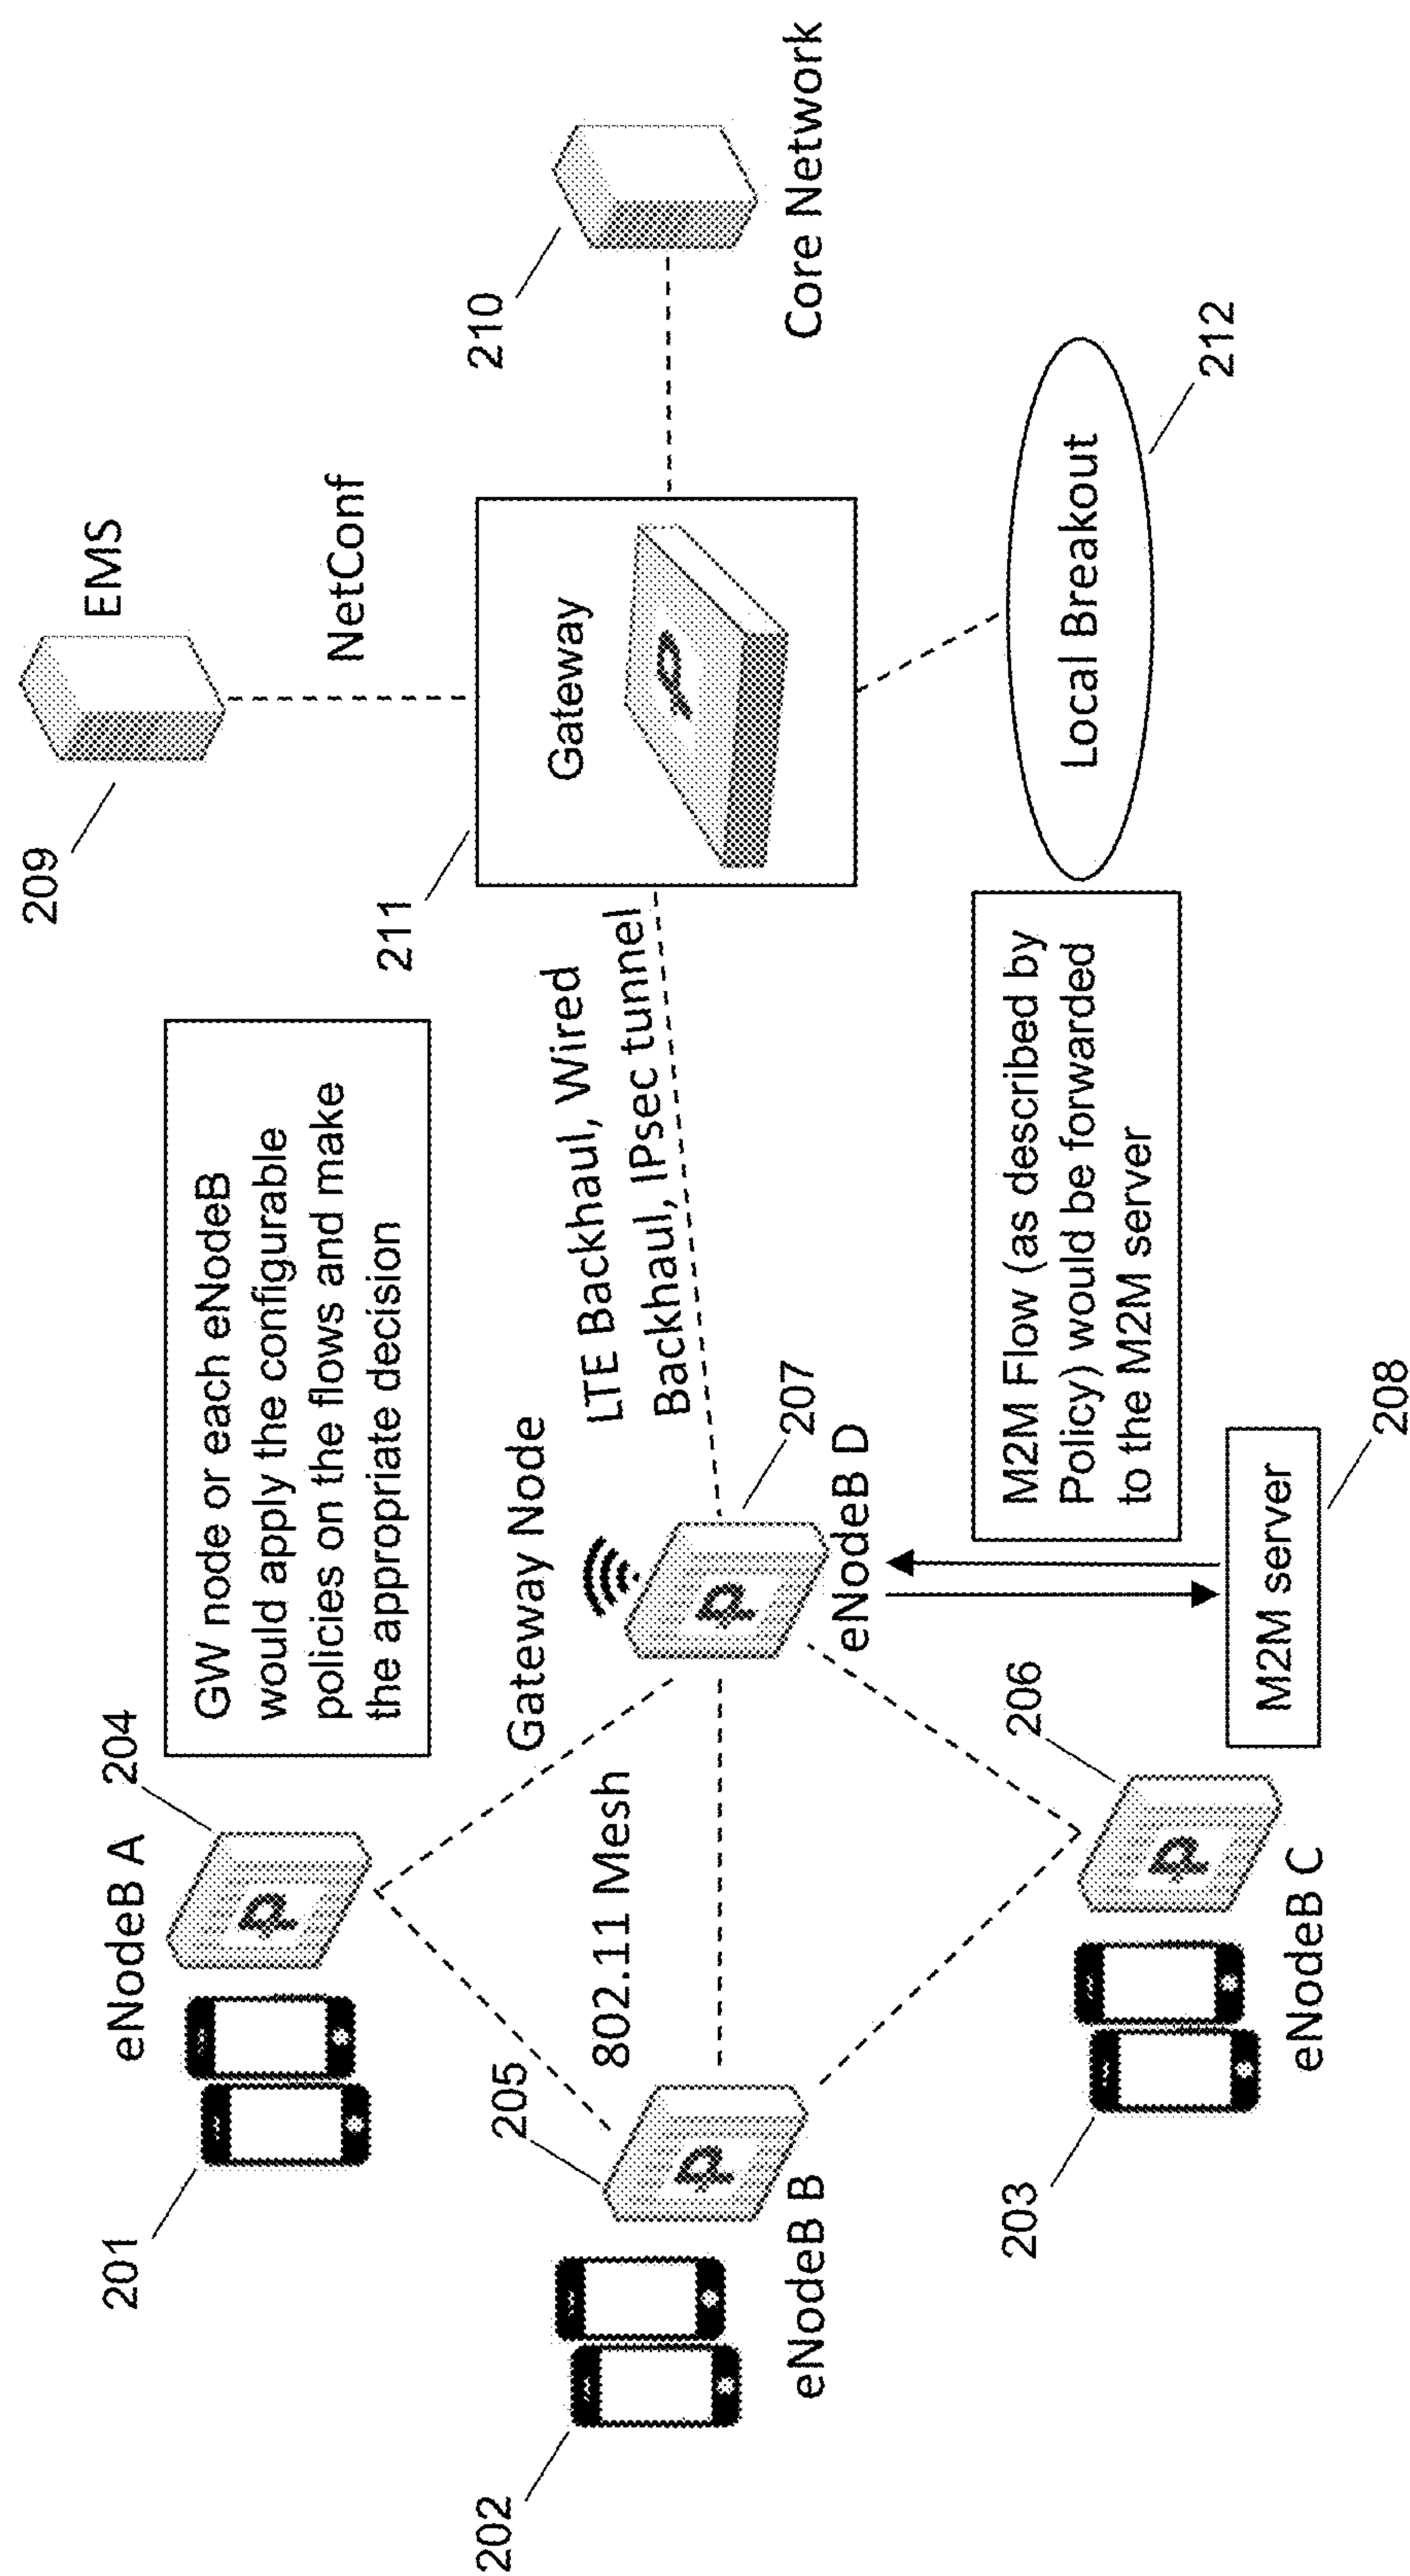 201
eNodeB A
204
GW node or each eNodeB
would apply the configurable
policies on the flows and make
the appropriate decision
209
EMS
NetConf
202
205
802.11 Mesh
Gateway Node
LTE Backhaul, Wired
Backhaul, IPsec tunnel
211
Gateway
210
Core Network
eNodeB B
207
eNodeB D
203
206
eNodeB C
M2M Flow (as described by
Policy) would be forwarded
to the M2M server
M2M server
208
Local Breakout
212